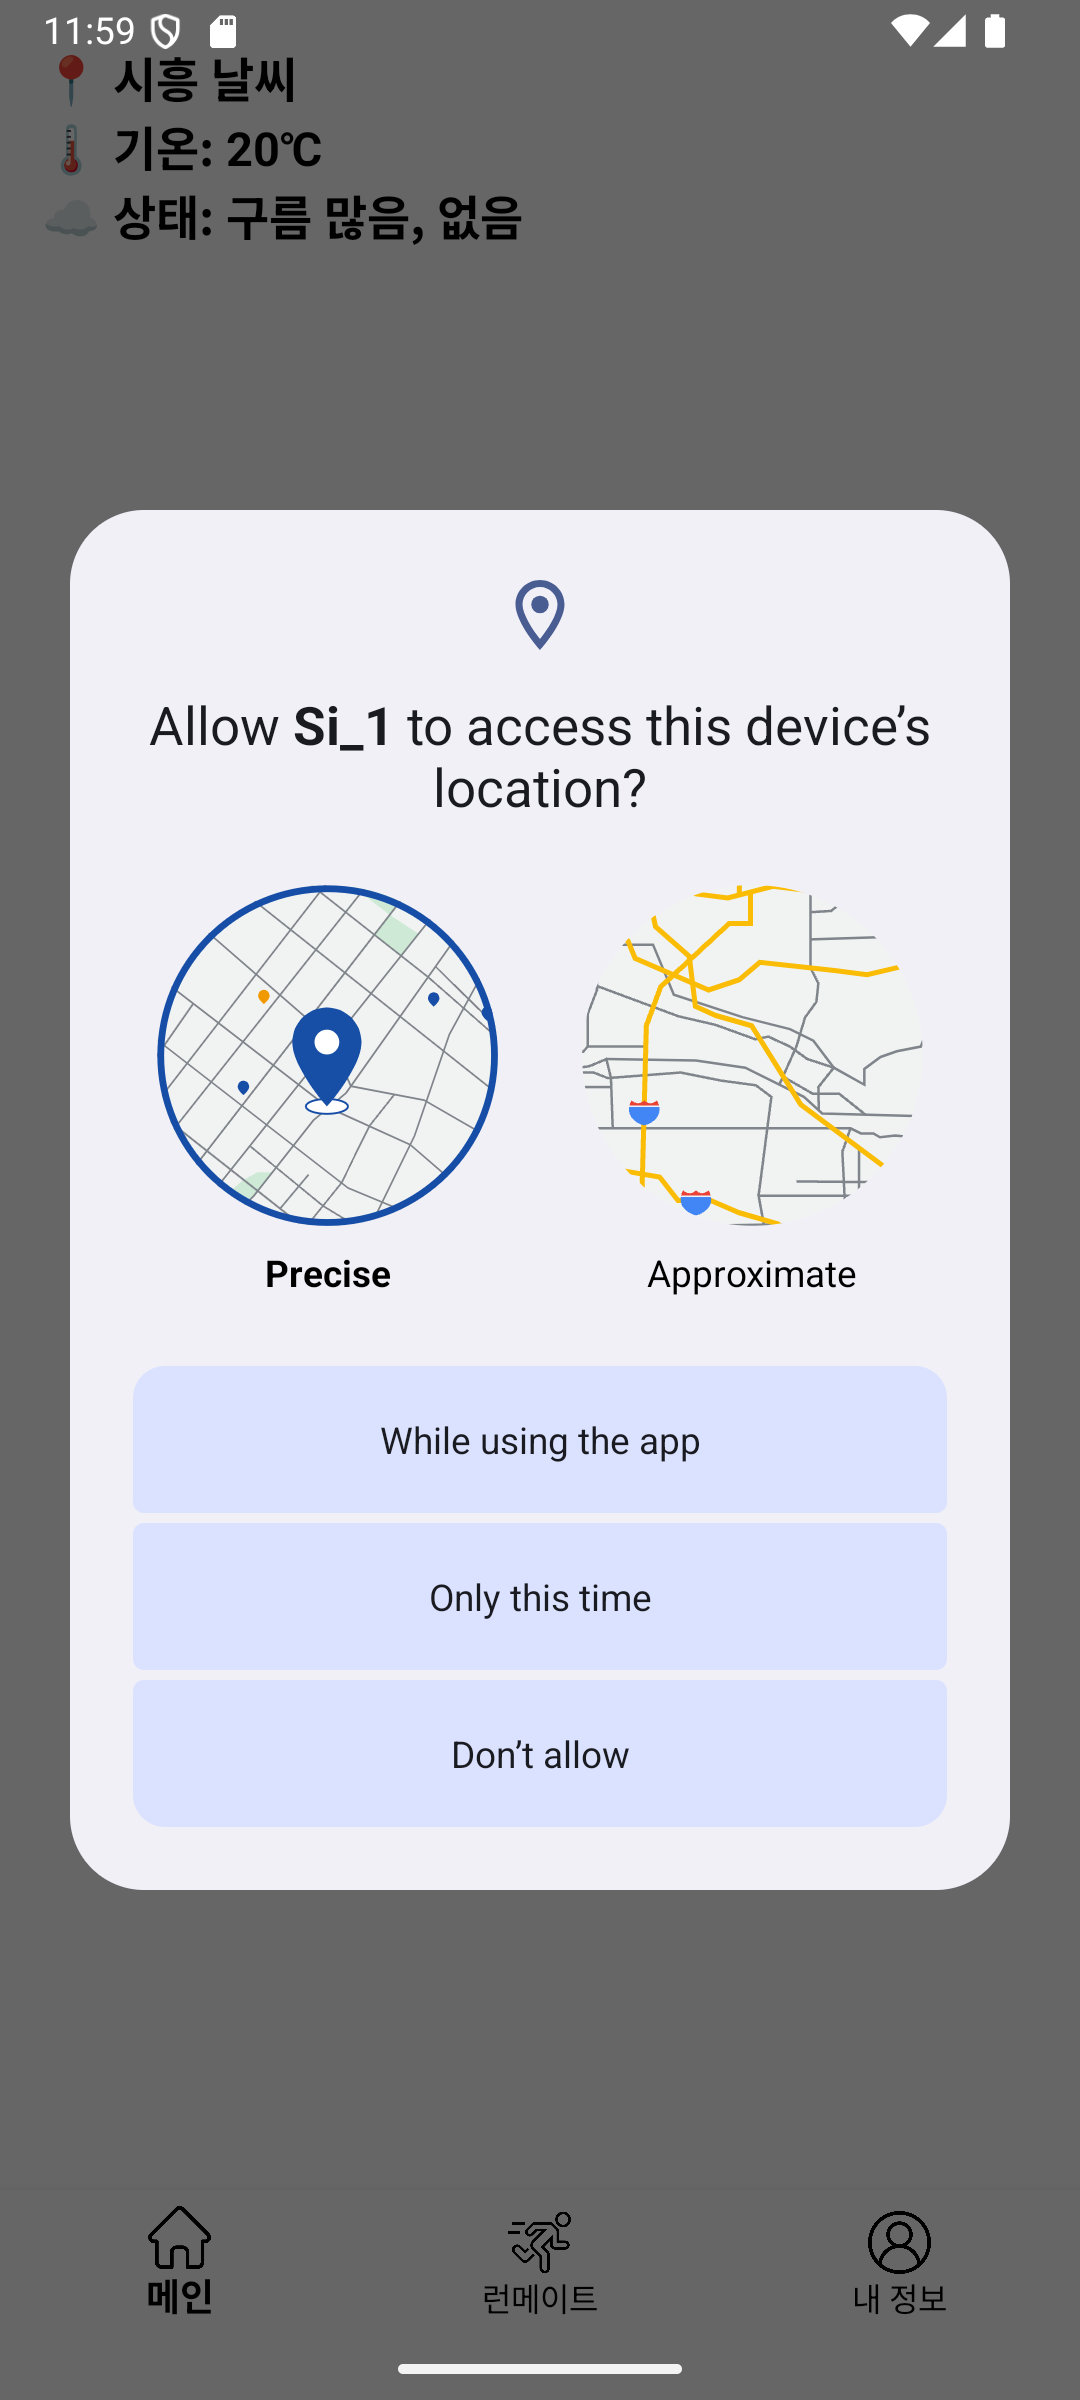 11:59
📍 시흥 날씨
🌡️ 기온: 20℃
☁️ 상태: 구름 많음, 없음
Allow Si_1 to access this device’s
location?
Precise
Approximate
While using the app
Only this time
Don’t allow
메인
런메이트
내 정보